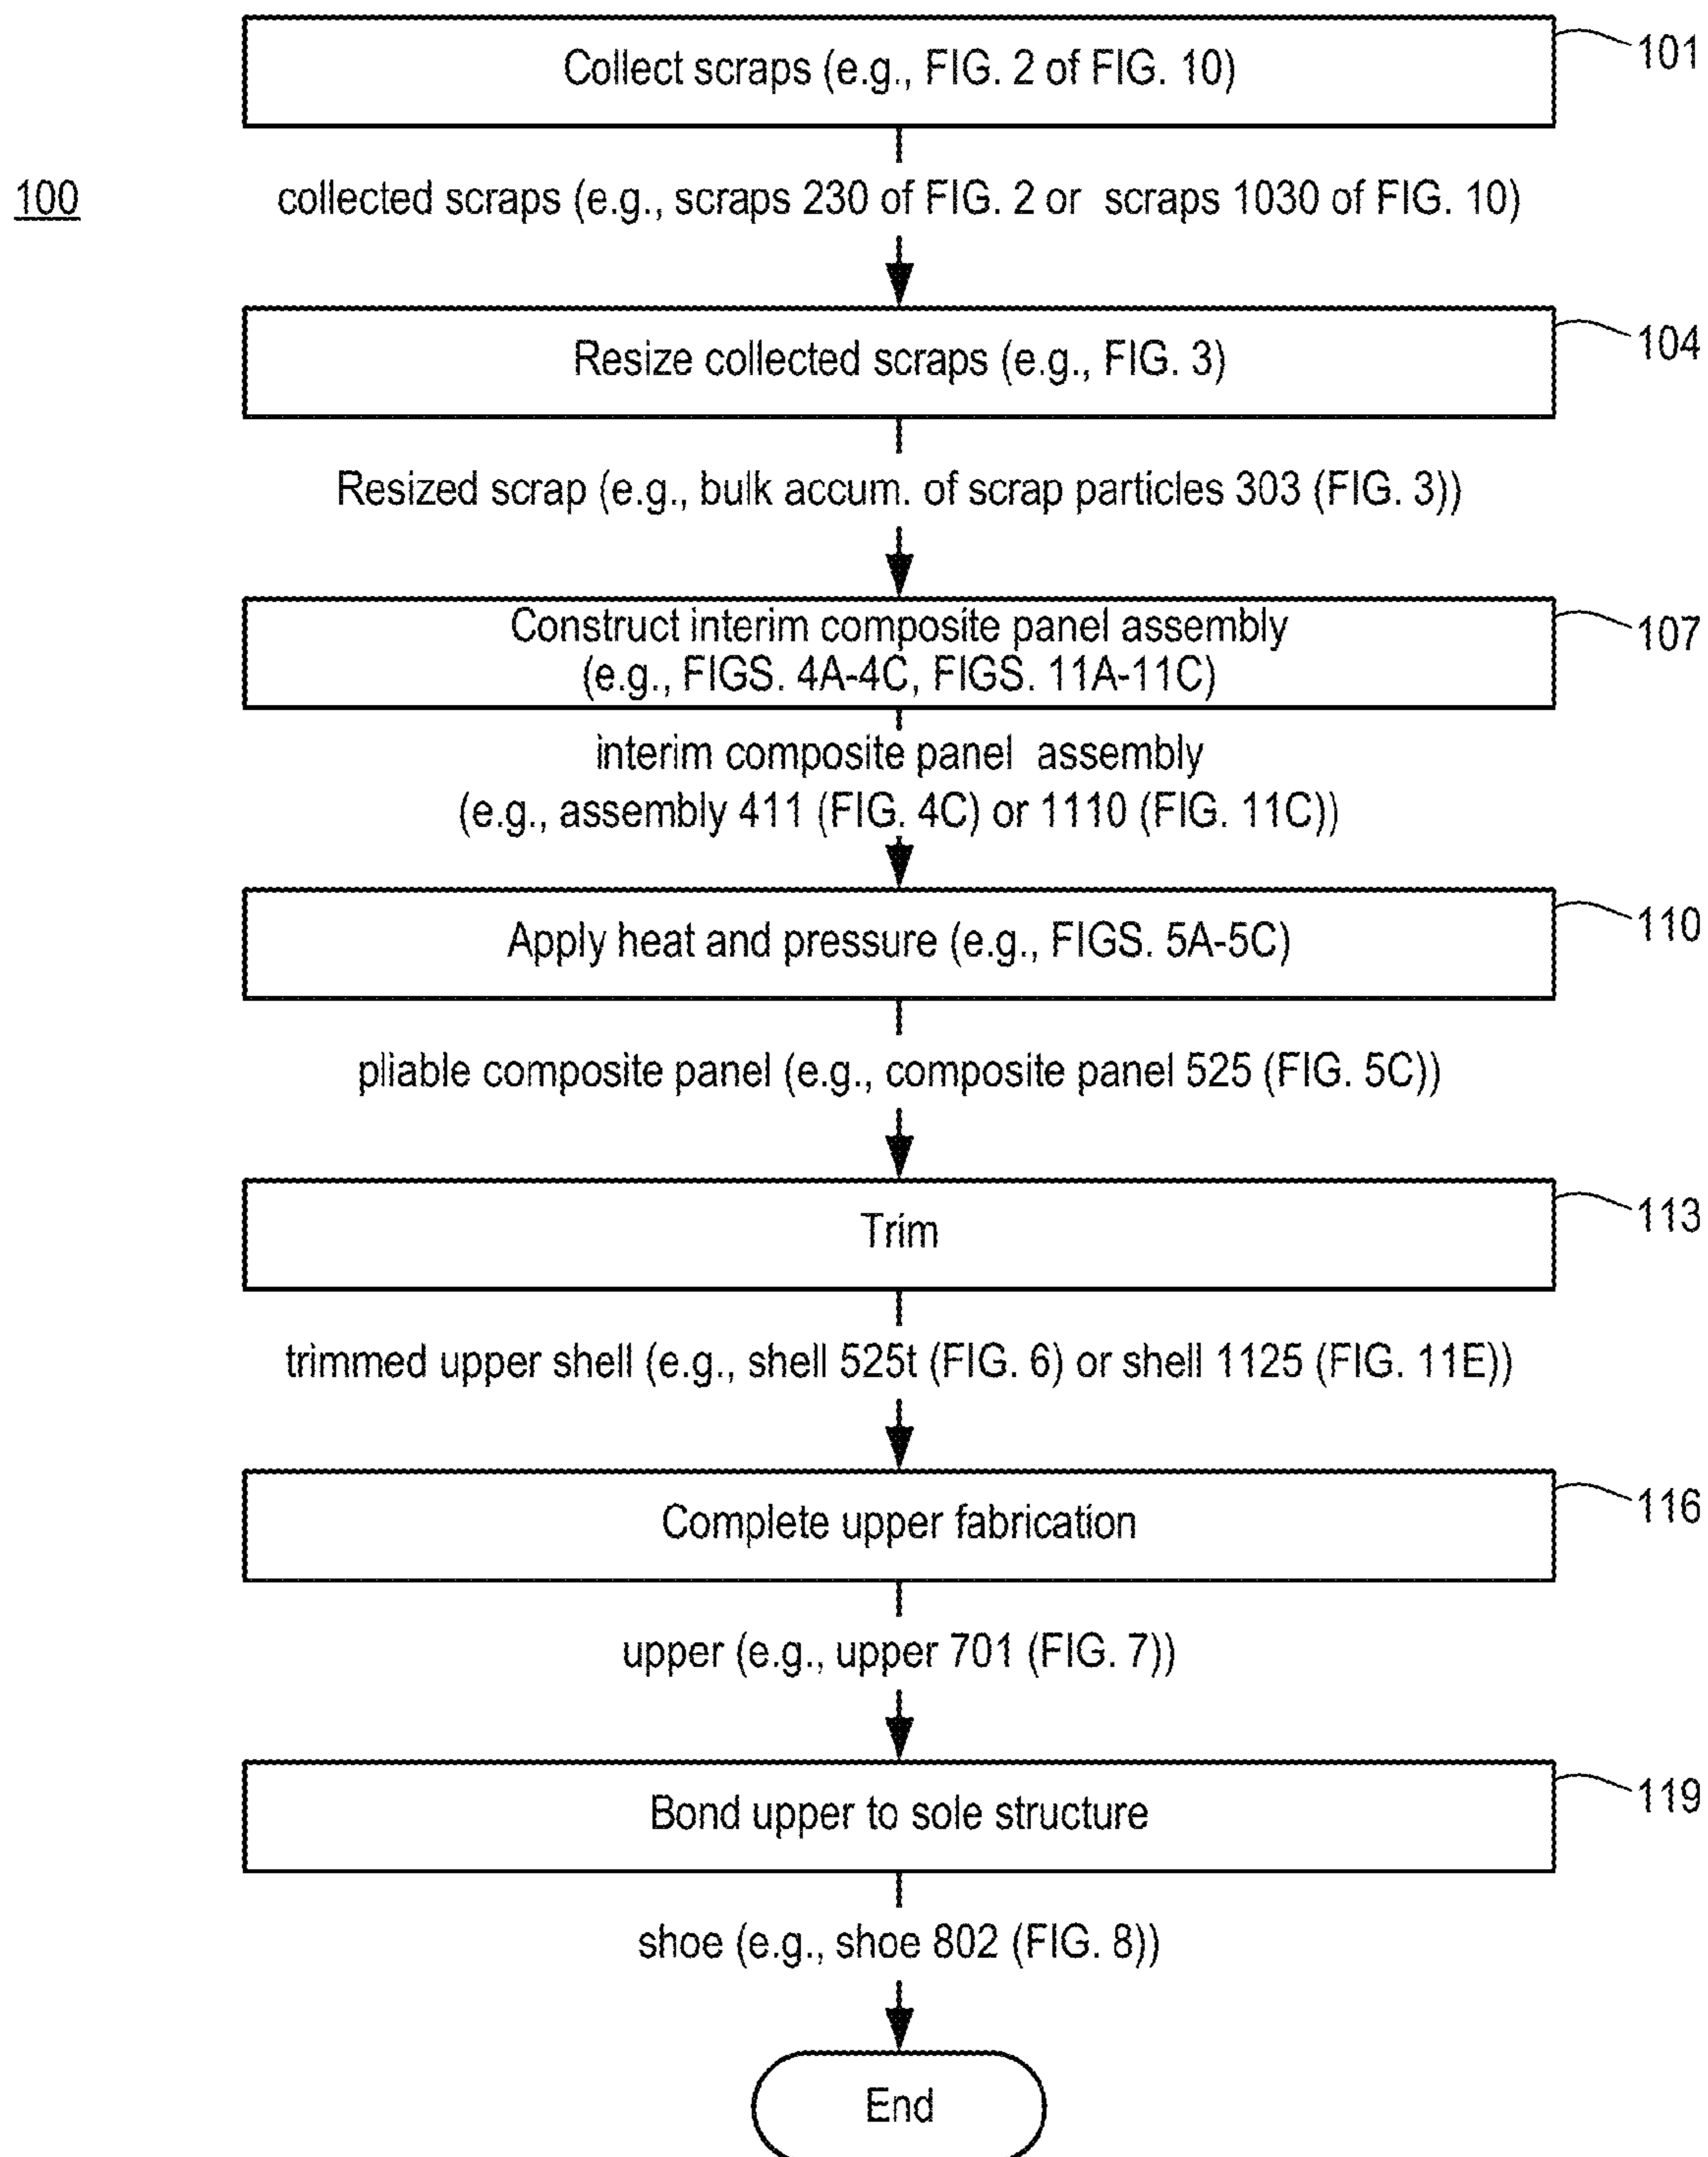 Collect scraps (e.g., FIG. 2 of FIG. 10)
101
100
collected scraps (e.g., scraps 230 of FIG. 2 or scraps 1030 of FIG. 10)
Resize collected scraps (e.g., FIG. 3)
104
Resized scrap (e.g., bulk accum. of scrap particles 303 (FIG. 3))
Construct interim composite panel assembly
(e.g., FIGS. 4A-4C, FIGS. 11A-11C)
107
interim composite panel assembly
(e.g., assembly 411 (FIG. 4C) or 1110 (FIG. 11C))
Apply heat and pressure (e.g., FIGS. 5A-5C)
110
pliable composite panel (e.g., composite panel 525 (FIG. 5C))
Trim
113
trimmed upper shell (e.g., shell 525t (FIG. 6) or shell 1125 (FIG. 11E))
Complete upper fabrication
116
upper (e.g., upper 701 (FIG. 7))
Bond upper to sole structure
119
shoe (e.g., shoe 802 (FIG. 8))
End